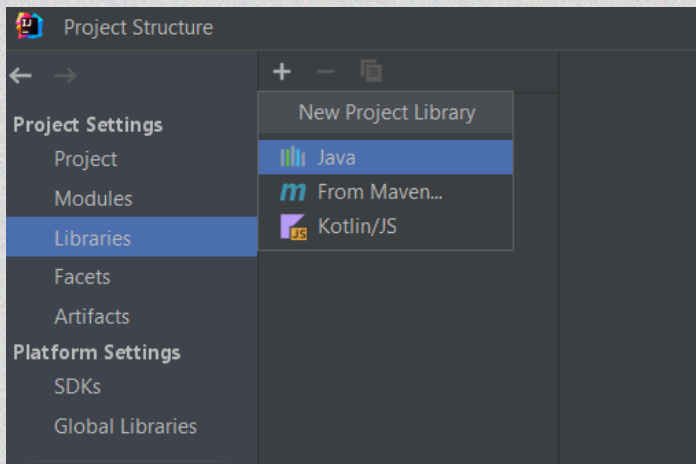 Project Structure
Project Settings
Project
Modules
Libraries
Facets
Artifacts
Platform Settings
SDKs
Global Libraries
New Project Library
Java
From Maven...
Kotlin/JS